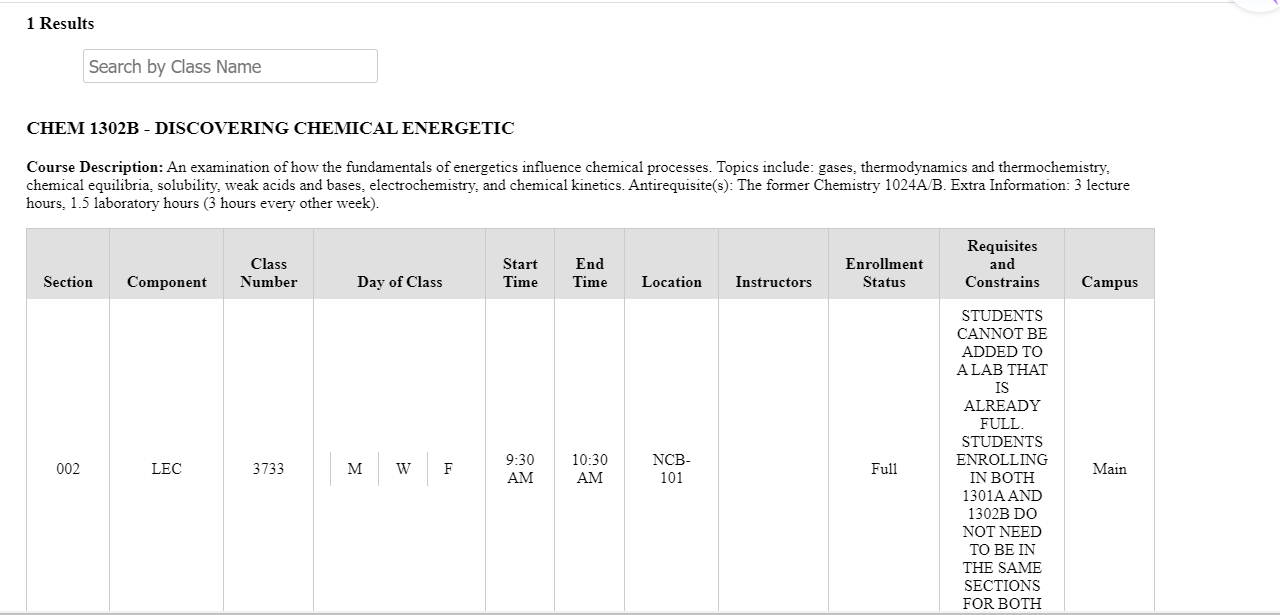 1 Results
Search by Class Name
CHEM 1302B - DISCOVERING CHEMICAL ENERGETIC
Course Description: An examination of how the fundamentals of energetics influence chemical processes. Topics include: gases, thermodynamics and thermochemistry,
chemical equilibria, solubility, weak acids and bases, electrochemistry, and chemical kinetics. Antirequisite(s): The former Chemistry 1024A/B. Extra Information: 3 lecture
hours, 1.5 laboratory hours (3 hours every other week).
Section
Component
Class
Number
Day of Class
Start
Time
End
Time
Location
Instructors
Enrollment
Status
Requisites
and
Constrains
Campus
002
LEC
3733
M W F
9:30
AM
10:30
AM
NCB-
101
Full
STUDENTS
CANNOT BE
ADDED TO
A LAB THAT
IS
ALREADY
FULL.
STUDENTS
ENROLLING
IN BOTH
1301A AND
1302B DO
NOT NEED
TO BE IN
THE SAME
SECTIONS
FOR BOTH
Main